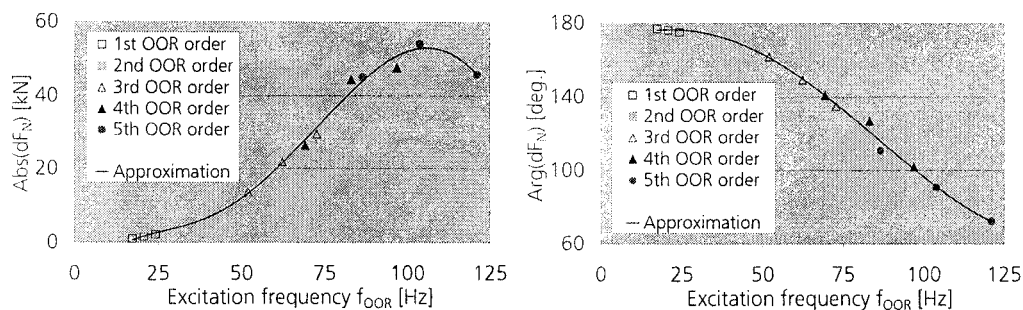 Abs(dF_N) [kN]
60
40
20
0
□ 1st OOR order
2nd OOR order
△ 3rd OOR order
▲ 4th OOR order
● 5th OOR order
— Approximation
0 25 50 75 100 125
Excitation frequency f_OOR [Hz]
Arg(dF_N) [deg.]
180
140
100
60
□ 1st OOR order
2nd OOR order
△ 3rd OOR order
▲ 4th OOR order
● 5th OOR order
— Approximation
0 25 50 75 100 125
Excitation frequency f_OOR [Hz]